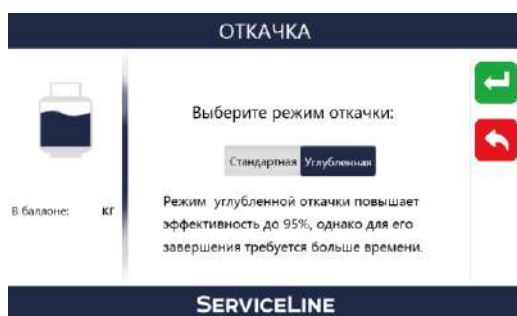 ОТКАЧКА
Выберите режим откачки:
Стандартная Углубленная
В баллоне: кг
Режим углубленной откачки повышает
эффективность до 95%, однако для его
завершения требуется больше времени.
SERVICELINE